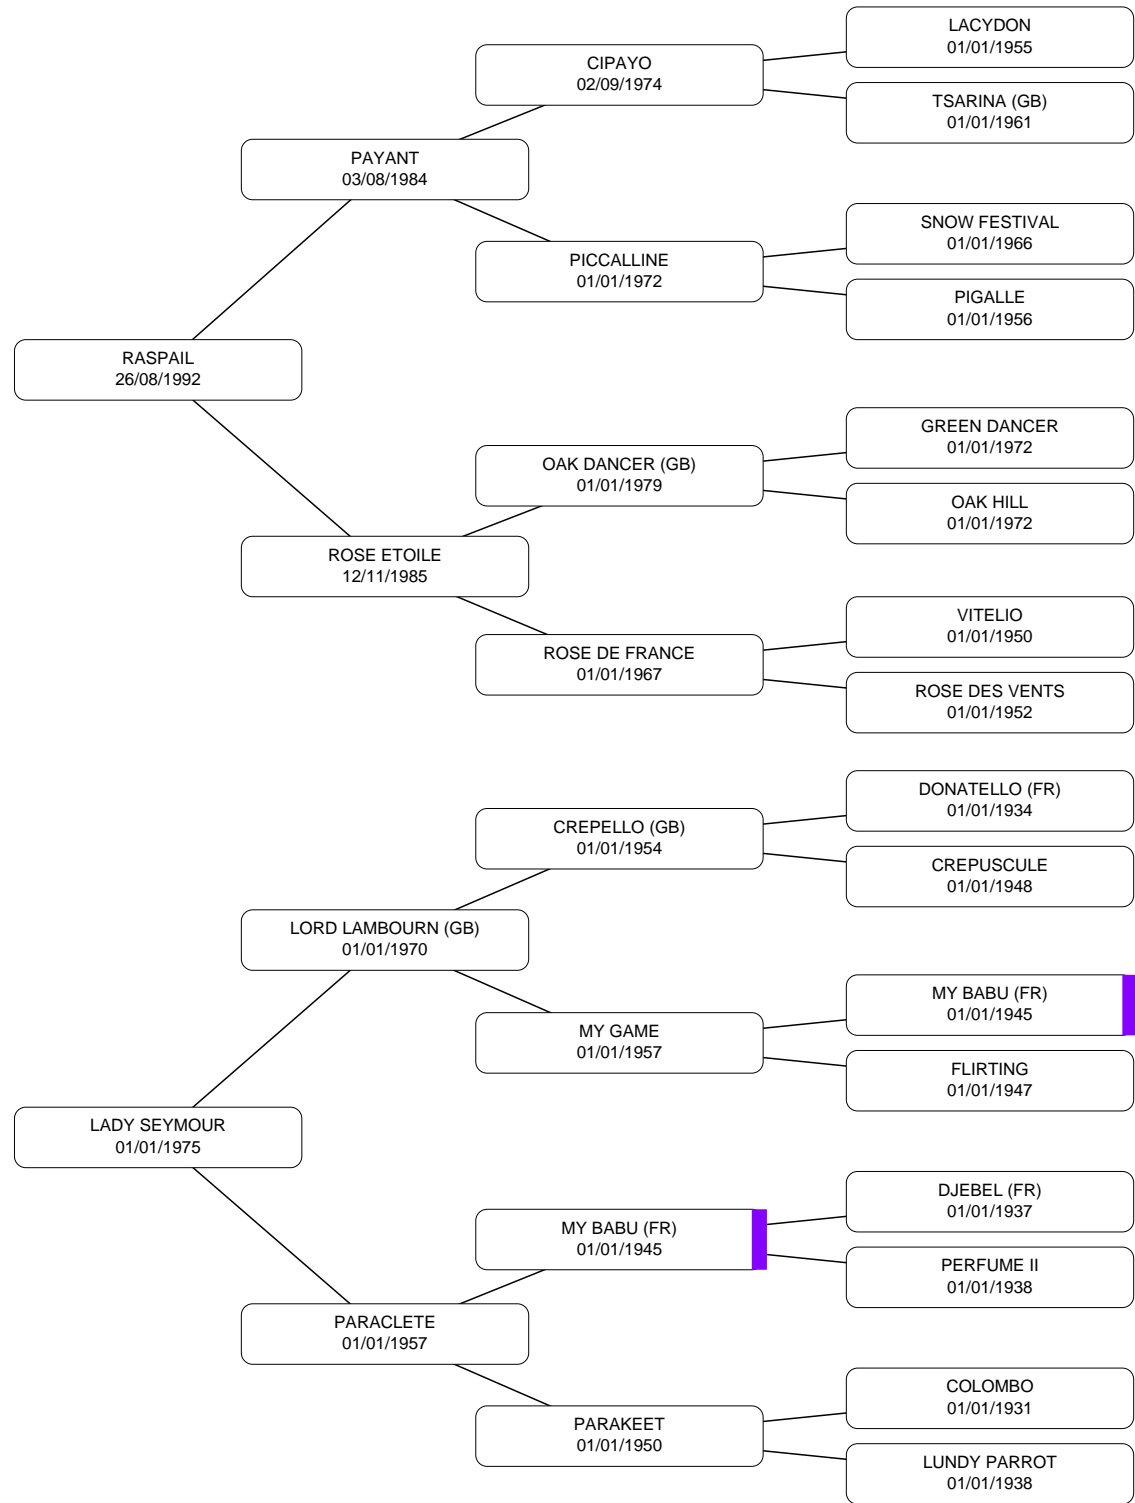 LACYDON
01/01/1955
CIPAYO
02/09/1974
TSARINA (GB)
01/01/1961
PAYANT
03/08/1984
SNOW FESTIVAL
01/01/1966
PICCALLINE
01/01/1972
PIGALLE
01/01/1956
RASPAIL
26/08/1992
GREEN DANCER
01/01/1972
OAK DANCER (GB)
01/01/1979
OAK HILL
01/01/1972
ROSE ETOILE
12/11/1985
VITELIO
01/01/1950
ROSE DE FRANCE
01/01/1967
ROSE DES VENTS
01/01/1952
DONATELLO (FR)
01/01/1934
CREPELLO (GB)
01/01/1954
CREPUSCULE
01/01/1948
LORD LAMBOURN (GB)
01/01/1970
MY BABU (FR)
01/01/1945
MY GAME
01/01/1957
FLIRTING
01/01/1947
LADY SEYMOUR
01/01/1975
DJEBEL (FR)
01/01/1937
MY BABU (FR)
01/01/1945
PERFUME II
01/01/1938
PARACLETE
01/01/1957
COLOMBO
01/01/1931
PARAKEET
01/01/1950
LUNDY PARROT
01/01/1938